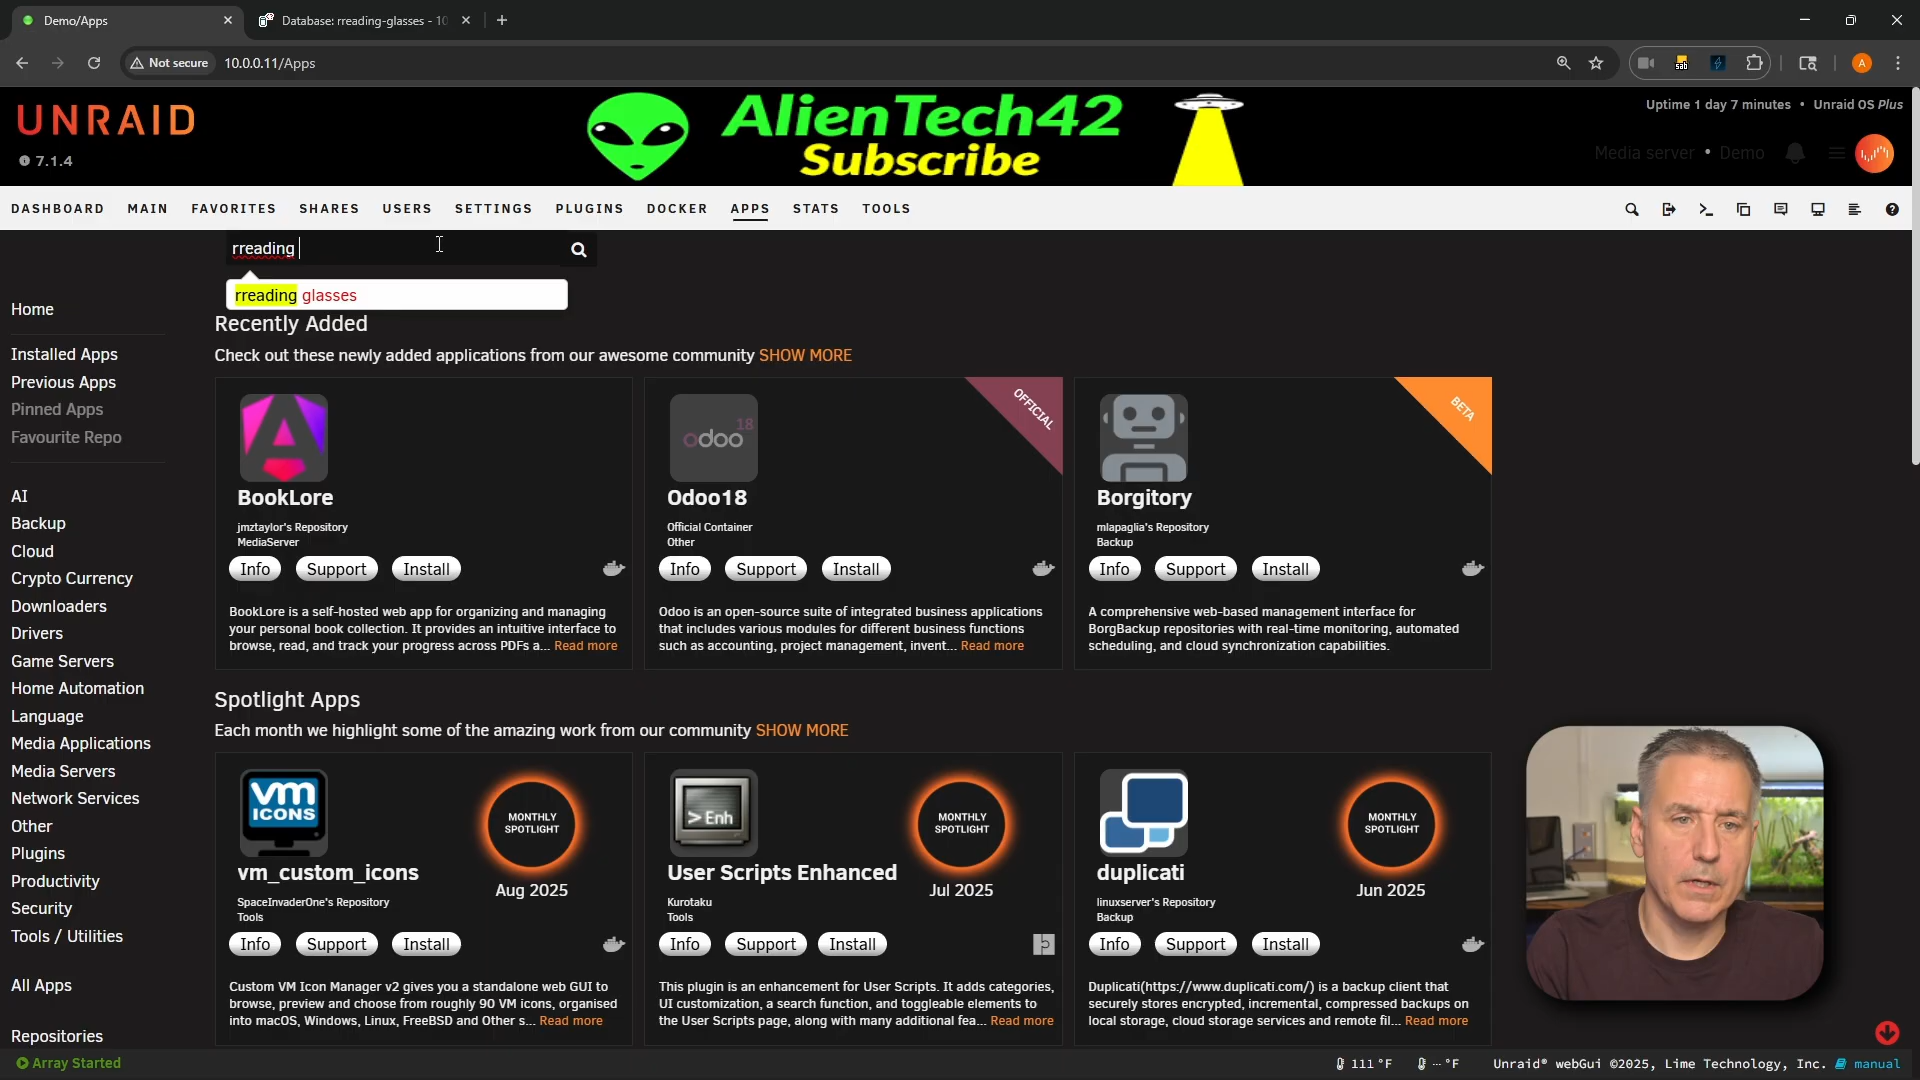 Demo/Apps
Database: rreading-glasses - 10
Not secure
10.0.0.11/Apps
sab
A
UNRAID
7.1.4
AlienTech42
Subscribe
Uptime 1 day 7 minutes • Unraid OS Plus
Media server • Demo
DASHBOARD MAIN FAVORITES SHARES USERS SETTINGS PLUGINS DOCKER APPS STATS TOOLS
rreading
rreading glasses
Home
Installed Apps
Previous Apps
Pinned Apps
Favourite Repo
AI
Backup
Cloud
Crypto Currency
Downloaders
Drivers
Game Servers
Home Automation
Language
Media Applications
Media Servers
Network Services
Other
Plugins
Productivity
Security
Tools / Utilities
All Apps
Repositories
Recently Added
Check out these newly added applications from our awesome community SHOW MORE
BookLore
jmztaylor's Repository
MediaServer
Info Support Install
BookLore is a self-hosted web app for organizing and managing
your personal book collection. It provides an intuitive interface to
browse, read, and track your progress across PDFs a... Read more
odoo 18
OFFICIAL
Odoo18
Official Container
Other
Info Support Install
Odoo is an open-source suite of integrated business applications
that includes various modules for different business functions
such as accounting, project management, invent... Read more
BETA
Borgitory
mlapaglia's Repository
Backup
Info Support Install
A comprehensive web-based management interface for
BorgBackup repositories with real-time monitoring, automated
scheduling, and cloud synchronization capabilities.
Spotlight Apps
Each month we highlight some of the amazing work from our community SHOW MORE
vm
ICONS
MONTHLY
SPOTLIGHT
Aug 2025
vm_custom_icons
SpaceInvaderOne's Repository
Tools
Info Support Install
Custom VM Icon Manager v2 gives you a standalone web GUI to
browse, preview and choose from roughly 90 VM icons, organised
into macOS, Windows, Linux, FreeBSD and Other s... Read more
>Enh
MONTHLY
SPOTLIGHT
Jul 2025
User Scripts Enhanced
Kurotaku
Tools
Info Support Install
This plugin is an enhancement for User Scripts. It adds categories,
UI customization, a search function, and toggleable elements to
the User Scripts page, along with many additional fea... Read more
MONTHLY
SPOTLIGHT
Jun 2025
duplicati
linuxserver's Repository
Backup
Info Support Install
Duplicati(https://www.duplicati.com/) is a backup client that
securely stores encrypted, incremental, compressed backups on
local storage, cloud storage services and remote fil... Read more
Array Started
111 °F
-- °F
Unraid® webGui ©2025, Lime Technology, Inc. manual